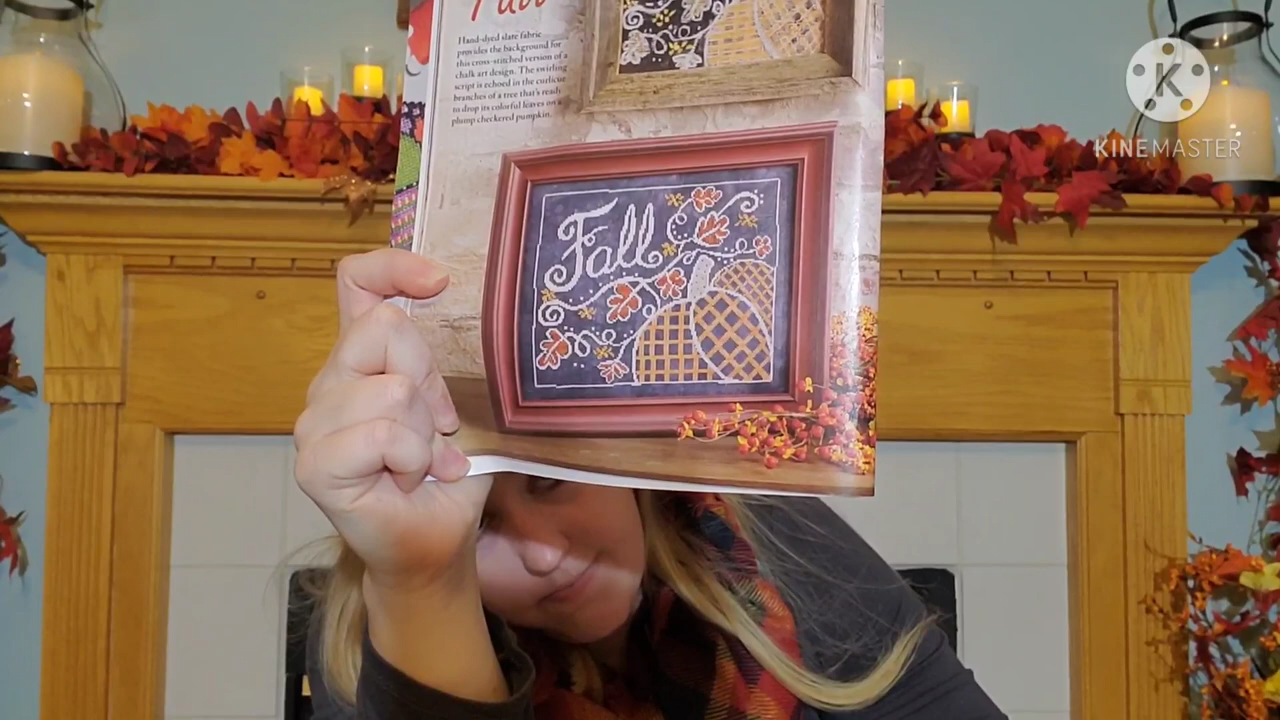 Fall
Hand-dyed slate fabric
provides the background for
this cross-stitched version of a
chalk art design. The swirling
script is echoed in the curlicue
branches of a tree that's ready
to drop its colorful leaves on a
plump checkered pumpkin.
Fall
K
KINEMASTER